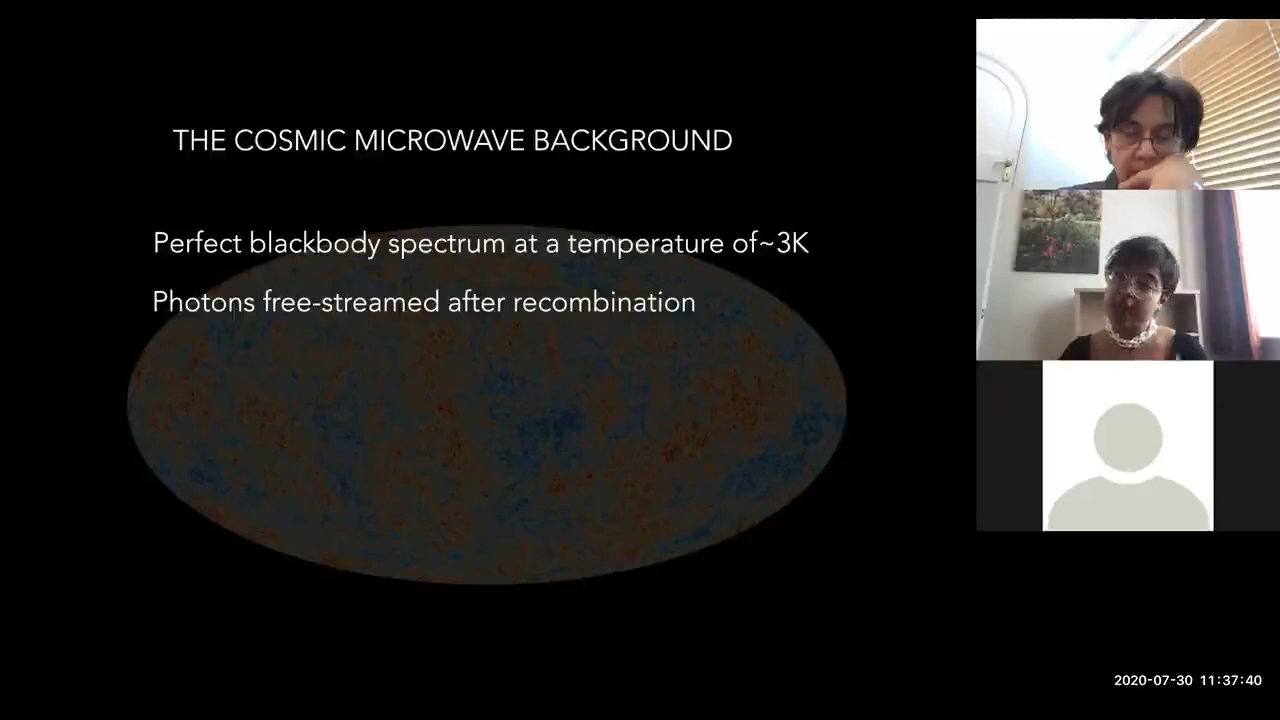 THE COSMIC MICROWAVE BACKGROUND
Perfect blackbody spectrum at a temperature of~3K
Photons free-streamed after recombination
2020-07-30 11:37:40